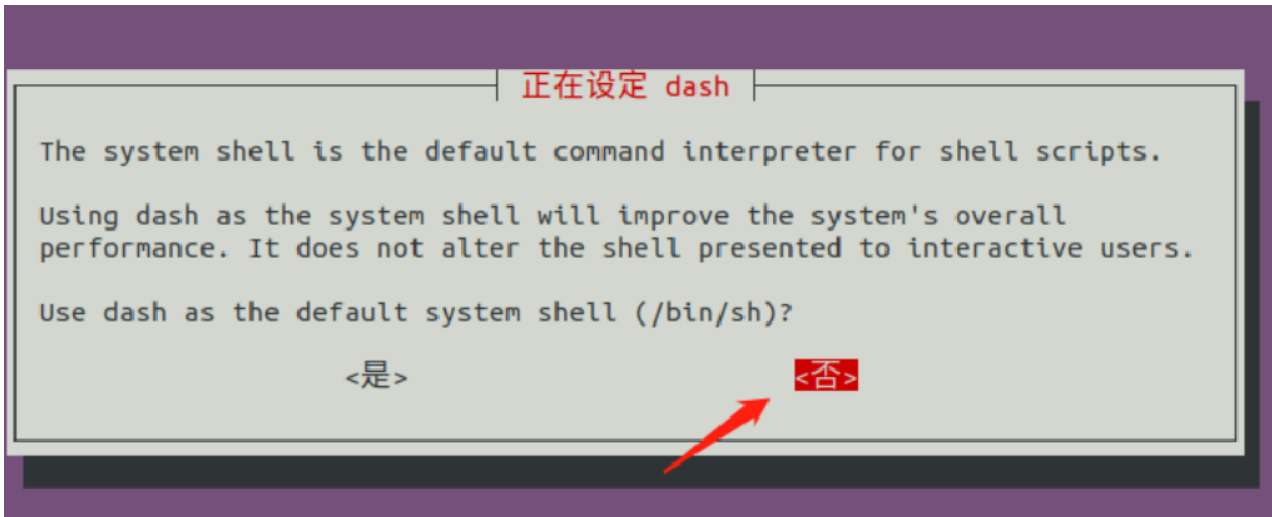 正在设定 dash
The system shell is the default command interpreter for shell scripts.
Using dash as the system shell will improve the system's overall
performance. It does not alter the shell presented to interactive users.
Use dash as the default system shell (/bin/sh)?
<是> <否>